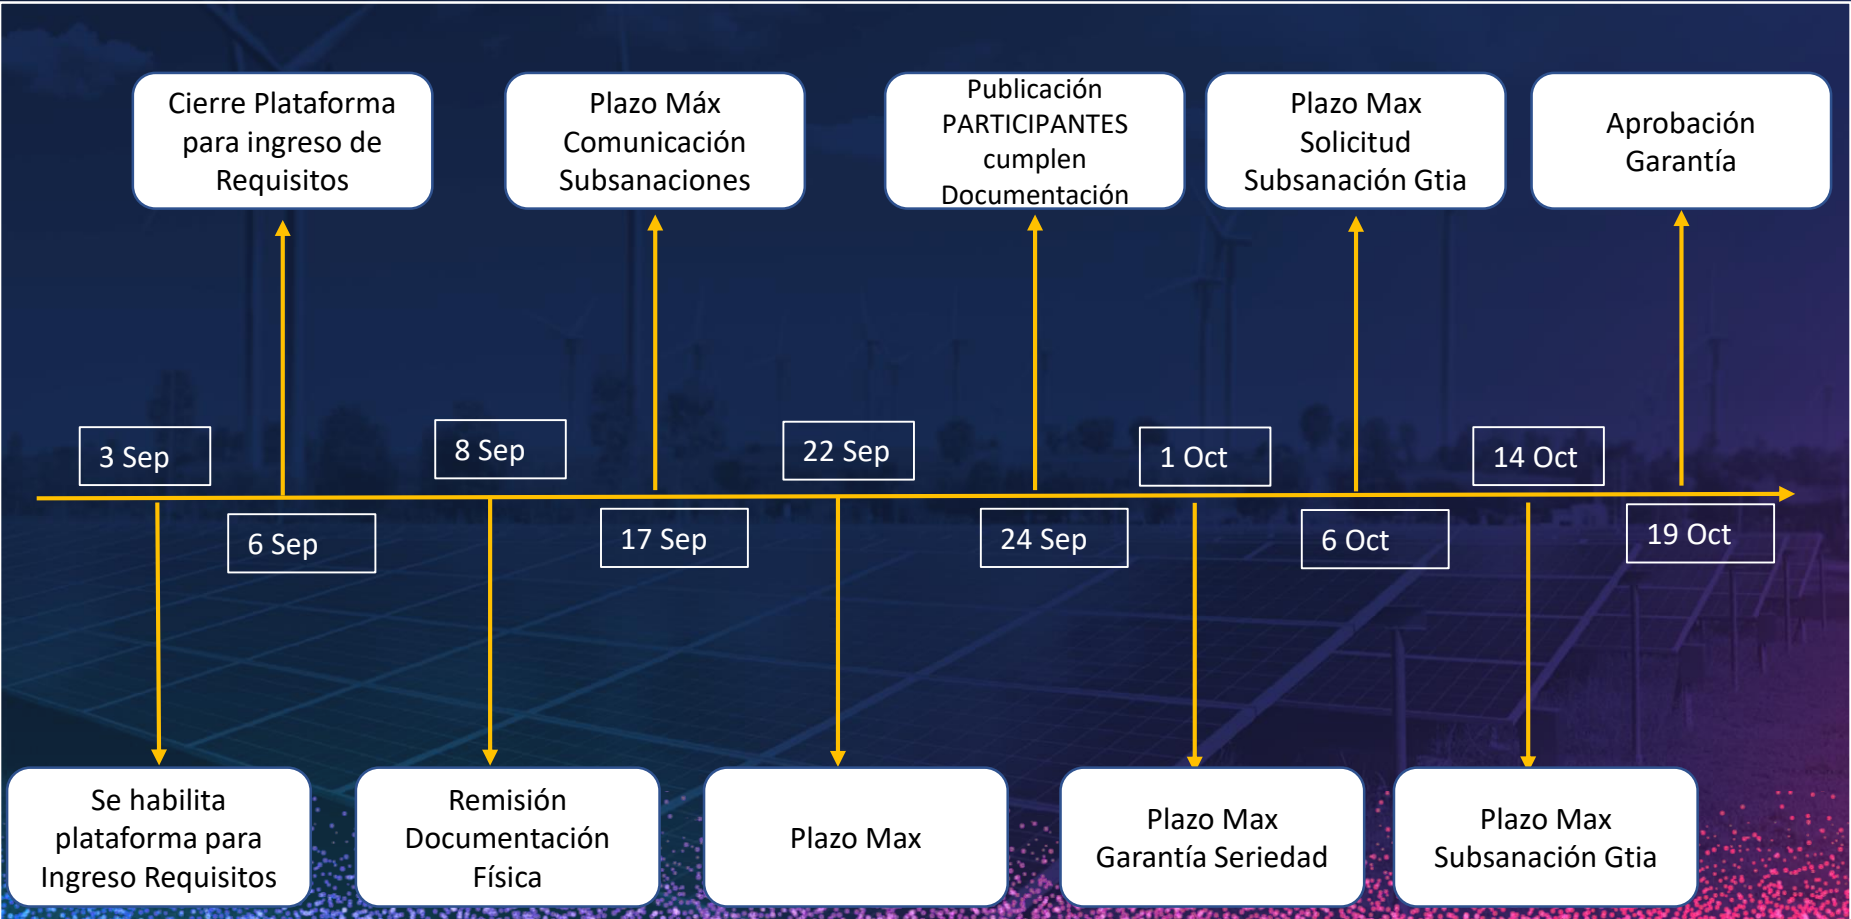 Cierre Plataforma
para ingreso de
Requisitos
Plazo Máx
Comunicación
Subsanaciones
Publicación
PARTICIPANTES
cumplen
Documentación
Plazo Max
Solicitud
Subsanación Gtia
Aprobación
Garantía
3 Sep
8 Sep
22 Sep
1 Oct
14 Oct
6 Sep
17 Sep
24 Sep
6 Oct
19 Oct
Se habilita
plataforma para
Ingreso Requisitos
Remisión
Documentación
Física
Plazo Max
Plazo Max
Garantía Seriedad
Plazo Max
Subsanación Gtia